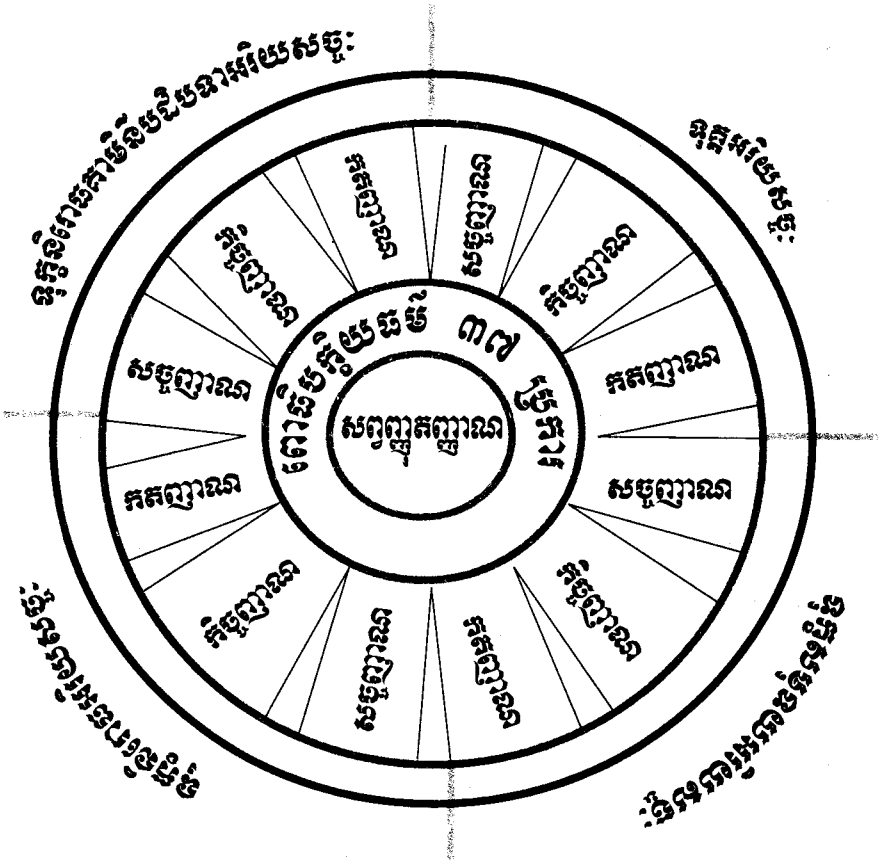 ទុក្ខអរិយសច្ចៈ
ទុក្ខសមុទយអរិយសច្ចៈ
ទុក្ខនិរោធអរិយសច្ចៈ
ទុក្ខនិរោធគាមិនីបដិបទាអរិយសច្ចៈ
សច្ចញ្ញាណ
កិច្ចញ្ញាណ
កតញ្ញាណ
សច្ចញ្ញាណ
កិច្ចញ្ញាណ
កតញ្ញាណ
សច្ចញ្ញាណ
កិច្ចញ្ញាណ
កតញ្ញាណ
សច្ចញ្ញាណ
កិច្ចញ្ញាណ
កតញ្ញាណ
ពោធិបក្ខិយធម៌ ៣៧ ប្រការ
សព្វញ្ញុតញ្ញាណ